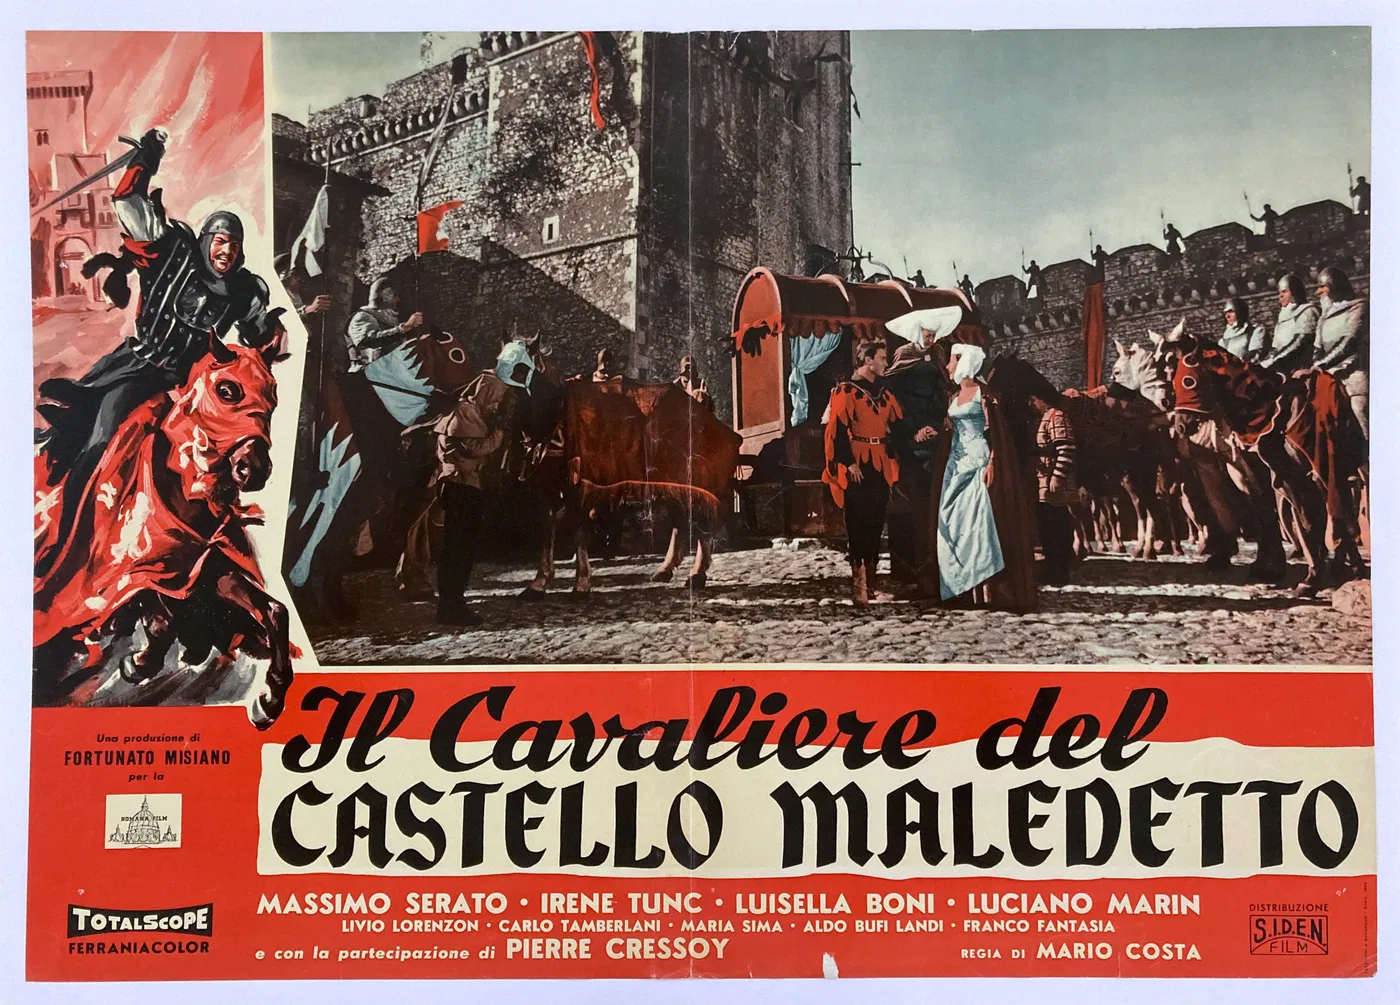 Il Cavaliere del
CASTELLO MALEDETTO
Una produzione di
FORTUNATO MISIANO
per la
ROMANA FILM
TOTALSCOPE
FERRANIACOLOR
MASSIMO SERATO • IRENE TUNC • LUISELLA BONI • LUCIANO MARIN
LIVIO LORENZON • CARLO TAMBERLANI • MARIA SIMA • ALDO BUFI LANDI • FRANCO FANTASIA
e con la partecipazione di PIERRE CRESSOY
REGIA DI MARIO COSTA
DISTRIBUZIONE
S.I.D.E.N.
FILM